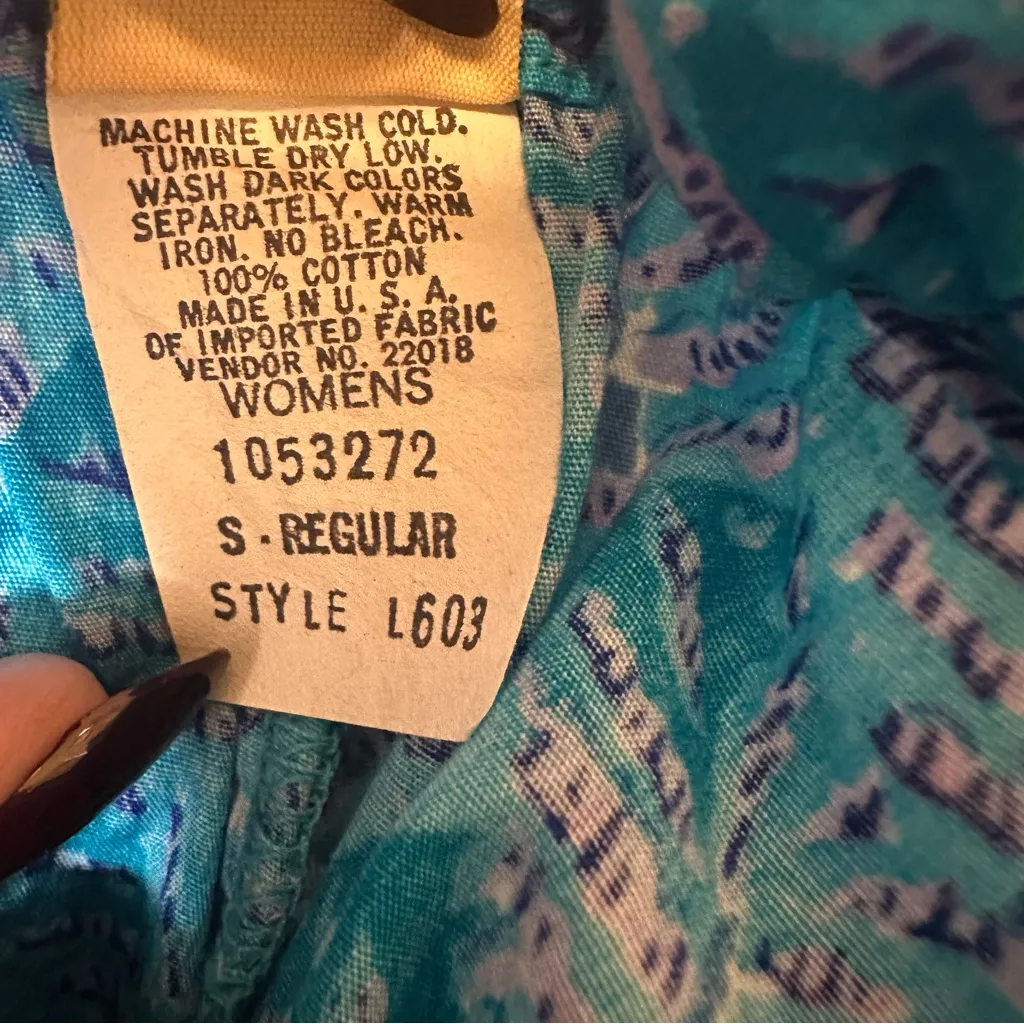 MACHINE WASH COLD.
TUMBLE DRY LOW.
WASH DARK COLORS
SEPARATELY. WARM
IRON. NO BLEACH.
100% COTTON
MADE IN U. S. A.
OF IMPORTED FABRIC
VENDOR NO. 22018
WOMENS
1053272
S - REGULAR
STYLE L603